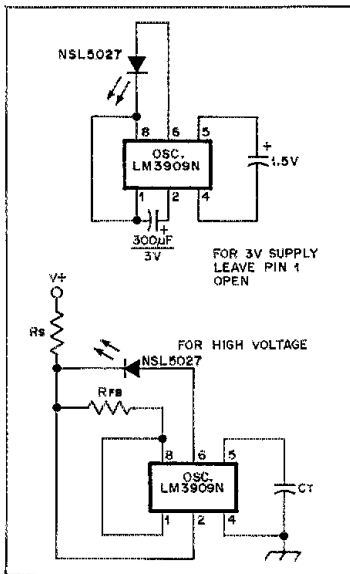 NSL5027
8 6 5
OSC.
LM3909N
1 2 4
+
1.5V
+
300µF
3V
FOR 3V SUPPLY
LEAVE PIN 1
OPEN
V+
RS
FOR HIGH VOLTAGE
NSL5027
RFB
8 6 5
OSC.
LM3909N
1 2 4
CT